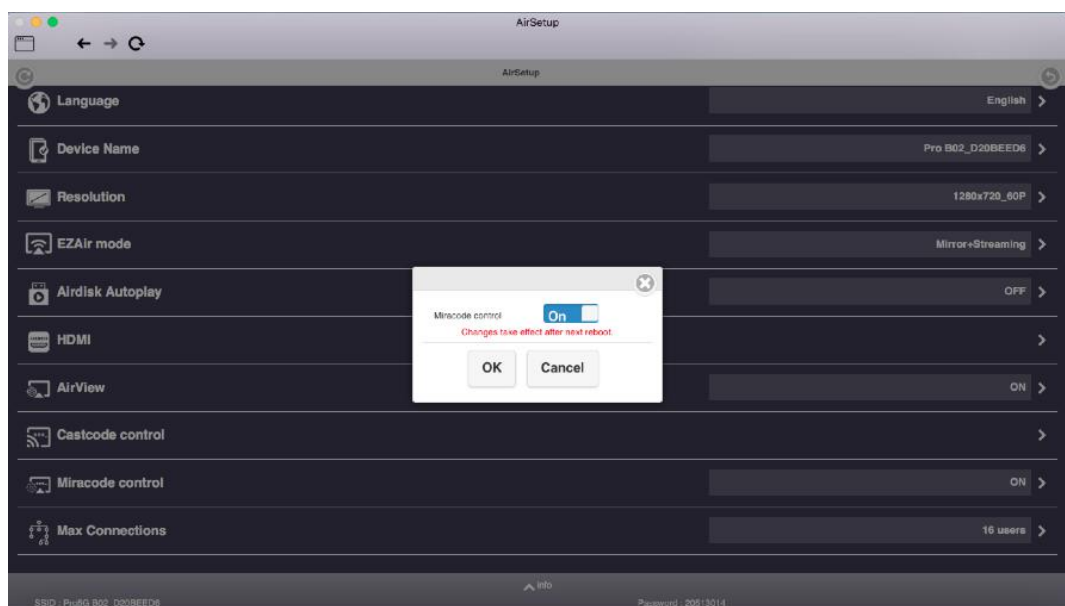 AirSetup
AirSetup
Language English
Device Name Pro B02_D20BEED6
Resolution 1280x720_60P
EZAir mode Mirror+Streaming
Airdisk Autoplay OFF
HDMI
AirView ON
Castcode control
Miracode control ON
Max Connections 16 users
Miracode control On
Changes take effect after next reboot.
OK Cancel
Info
SSID : Pro5G B02_D20BEED6 Password : 20513014